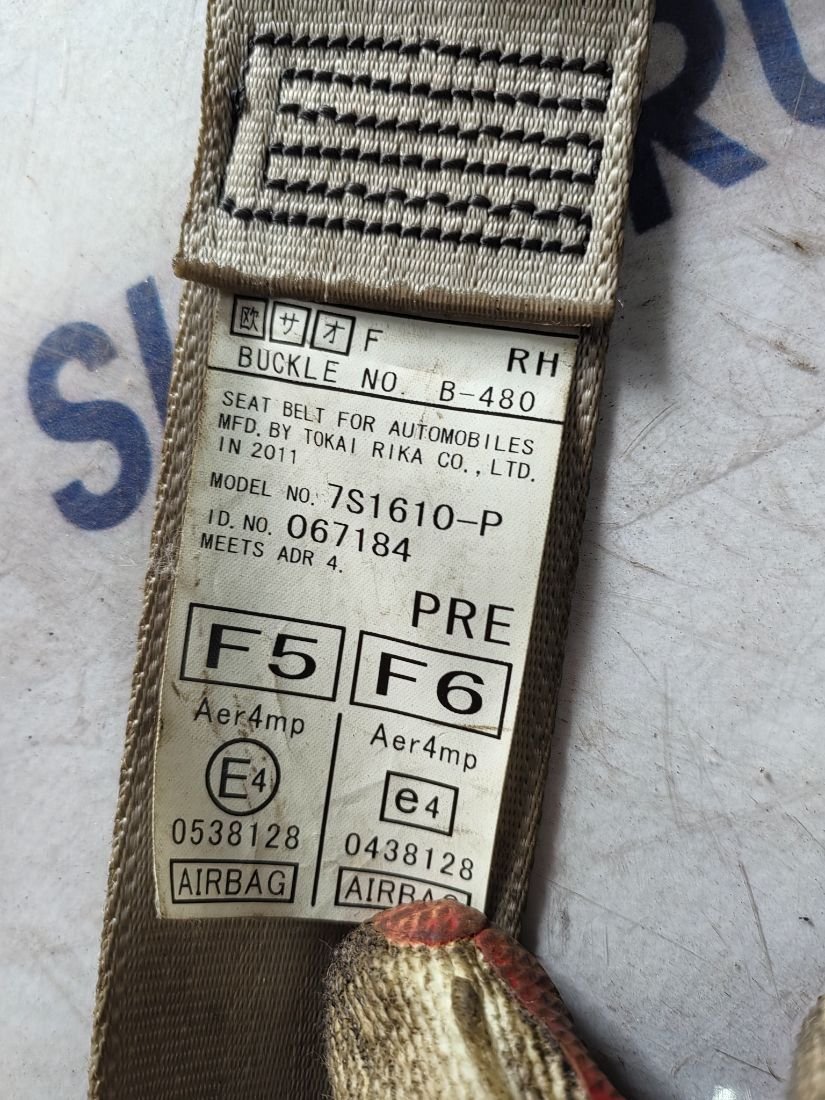 欧 サ オ F RH
BUCKLE NO. B-480
SEAT BELT FOR AUTOMOBILES
MFD. BY TOKAI RIKA CO., LTD.
IN 2011
MODEL NO. 7S1610-P
I D. NO. 067184
MEETS ADR 4.
PRE
F5 F6
Aer4mp Aer4mp
E4 e4
0538128 0438128
AIRBAG AIRBAG